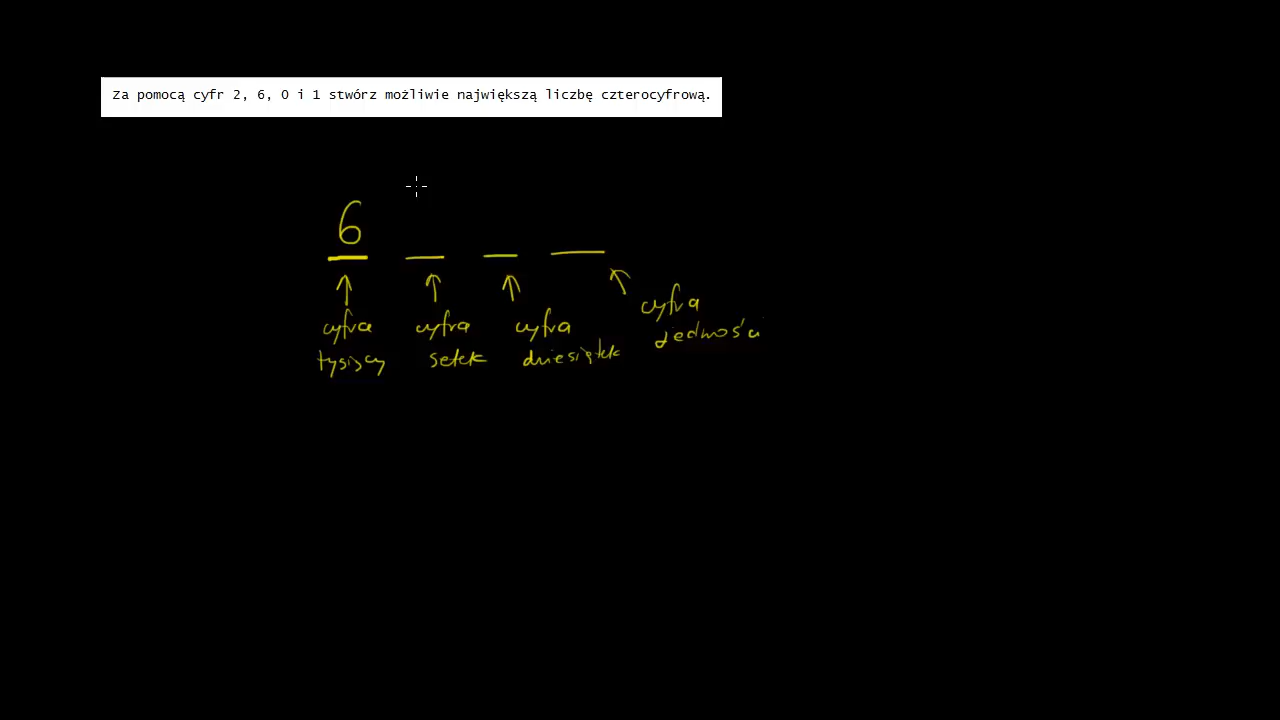 Za pomocą cyfr 2, 6, 0 i 1 stwórz możliwie największą liczbę czterocyfrową.
6
cyfra tysięcy
cyfra setek
cyfra dziesiątek
cyfra jedności